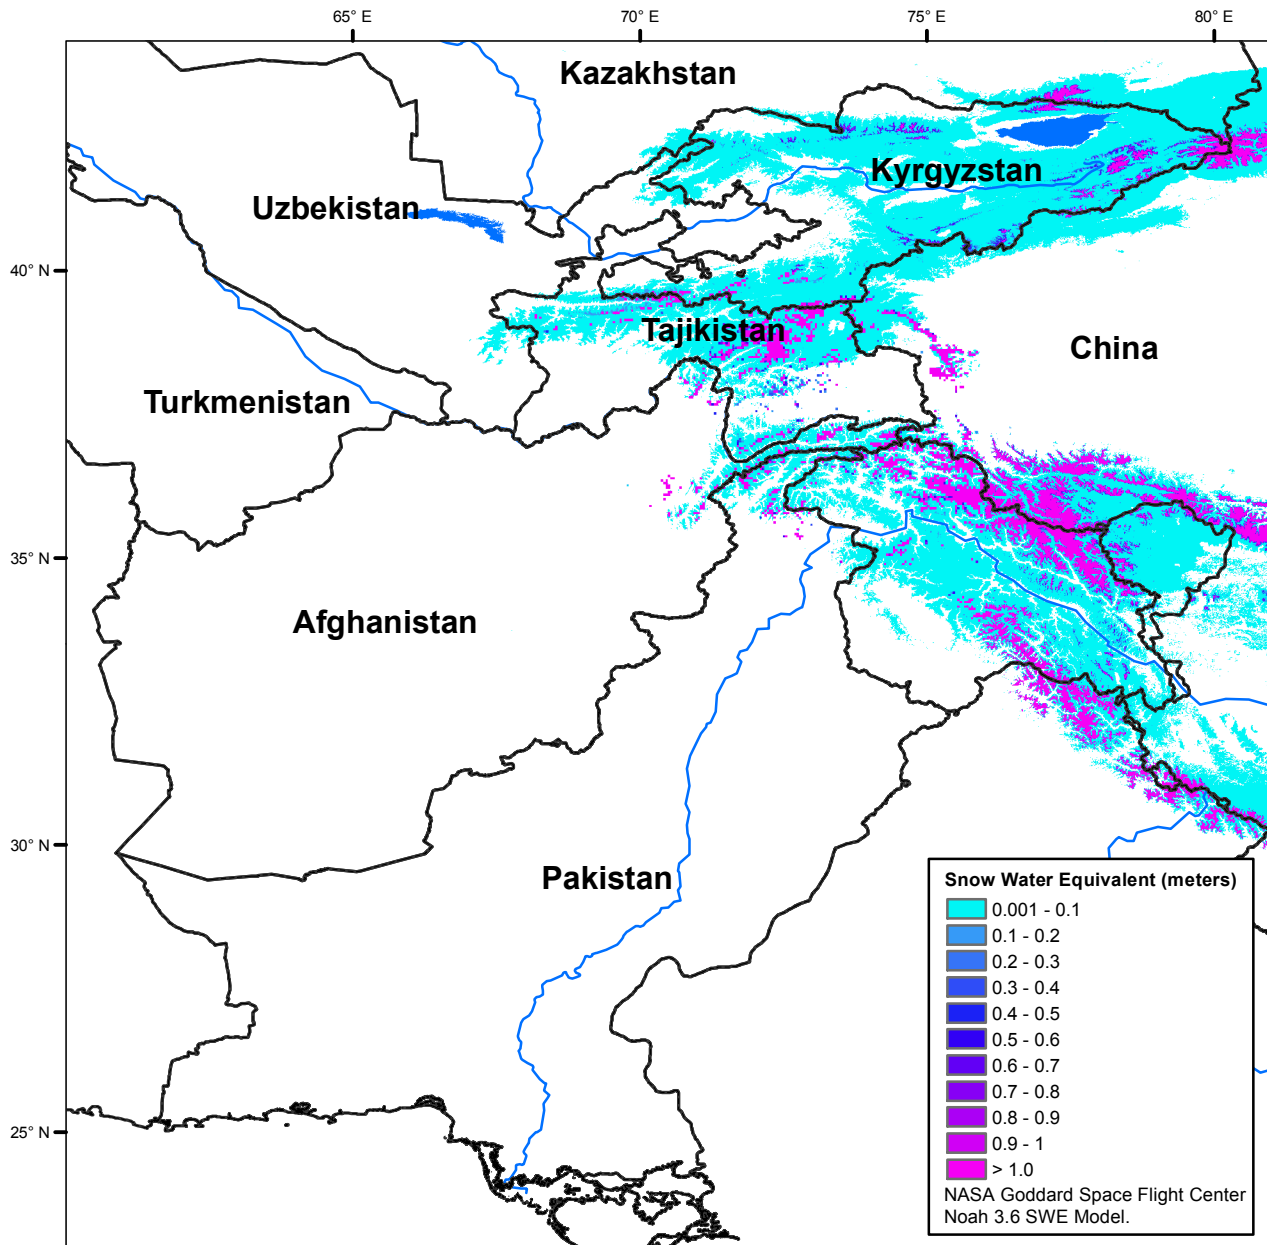 65° E
70° E
75° E
80° E
Kazakhstan
Kyrgyzstan
Uzbekistan
40° N
Tajikistan
China
Turkmenistan
35° N
Afghanistan
30° N
Pakistan
25° N
Snow Water Equivalent (meters)
0.001 - 0.1
0.1 - 0.2
0.2 - 0.3
0.3 - 0.4
0.4 - 0.5
0.5 - 0.6
0.6 - 0.7
0.7 - 0.8
0.8 - 0.9
0.9 - 1
> 1.0
NASA Goddard Space Flight Center
Noah 3.6 SWE Model.